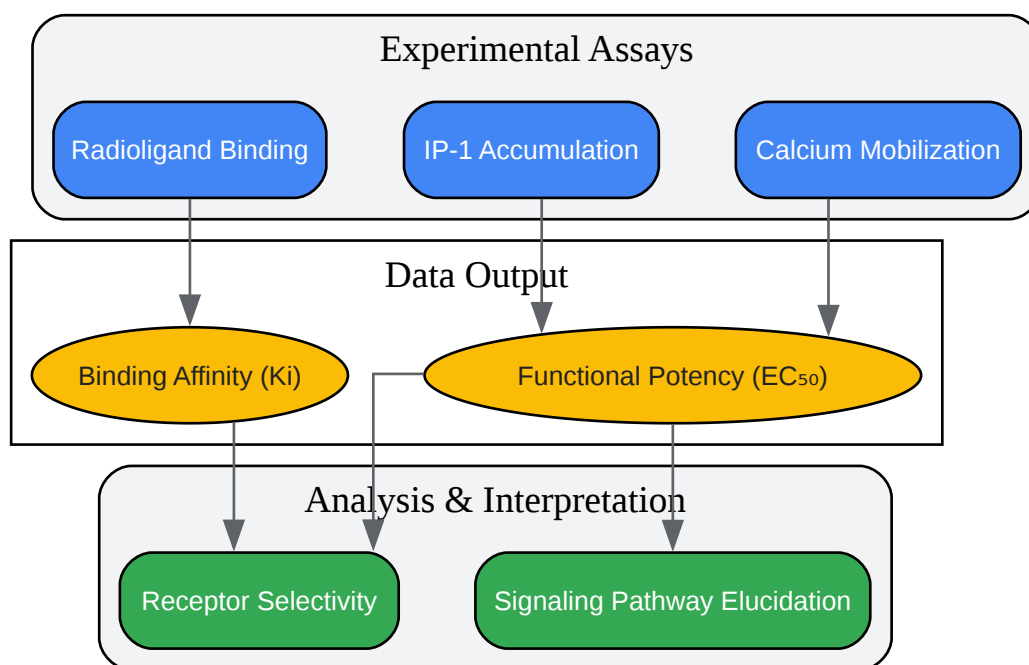 Experimental Assays
Radioligand Binding
IP-1 Accumulation
Calcium Mobilization
Data Output
Binding Affinity (Ki)
Functional Potency (EC₅₀)
Analysis & Interpretation
Receptor Selectivity
Signaling Pathway Elucidation